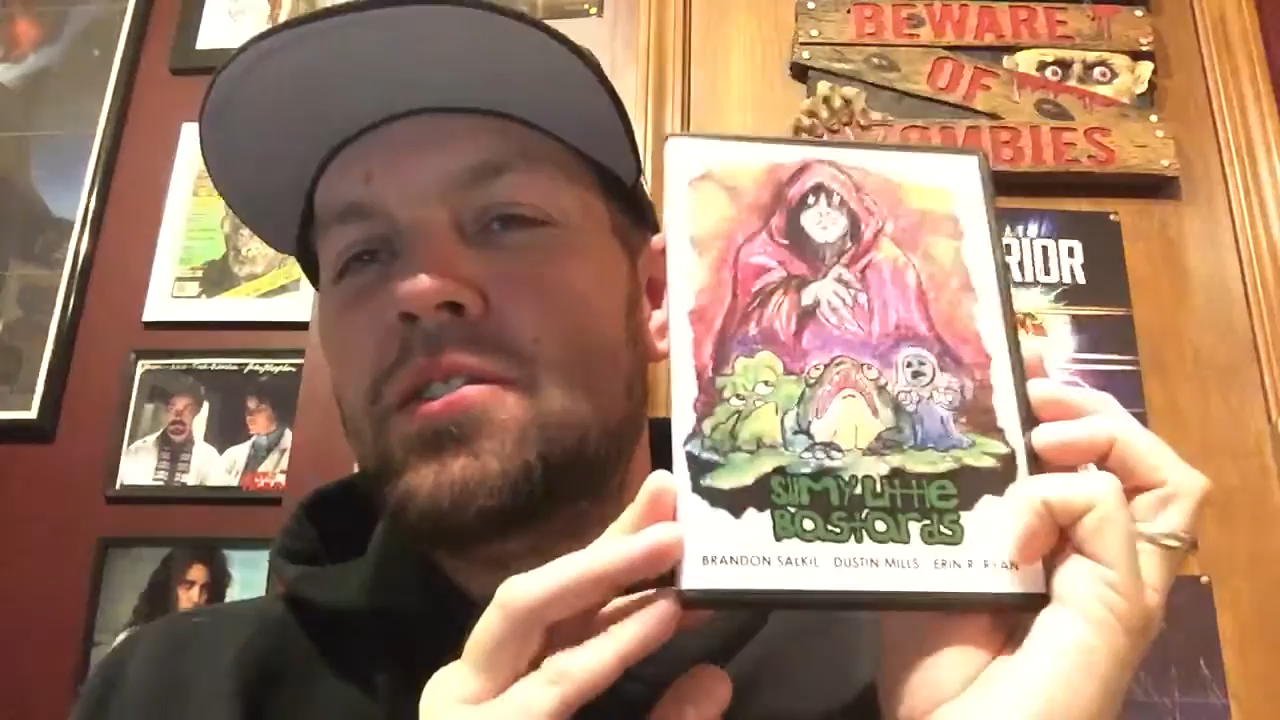 BEWARE
OF
ZOMBIES
RIOR
SLIMY LittlE
BAStARdS
BRANDON SALKIL DUSTIN MILLS ERIN R. RYAN